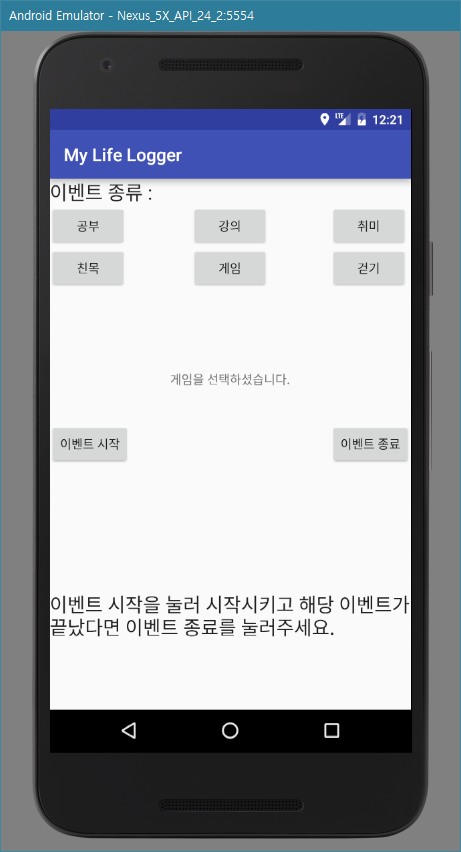 Android Emulator - Nexus_5X_API_24_2:5554
LTE 12:21
My Life Logger
이벤트 종류 :
공부 강의 취미
친목 게임 걷기
게임을 선택하셨습니다.
이벤트 시작 이벤트 종료
이벤트 시작을 눌러 시작시키고 해당 이벤트가
끝났다면 이벤트 종료를 눌러주세요.